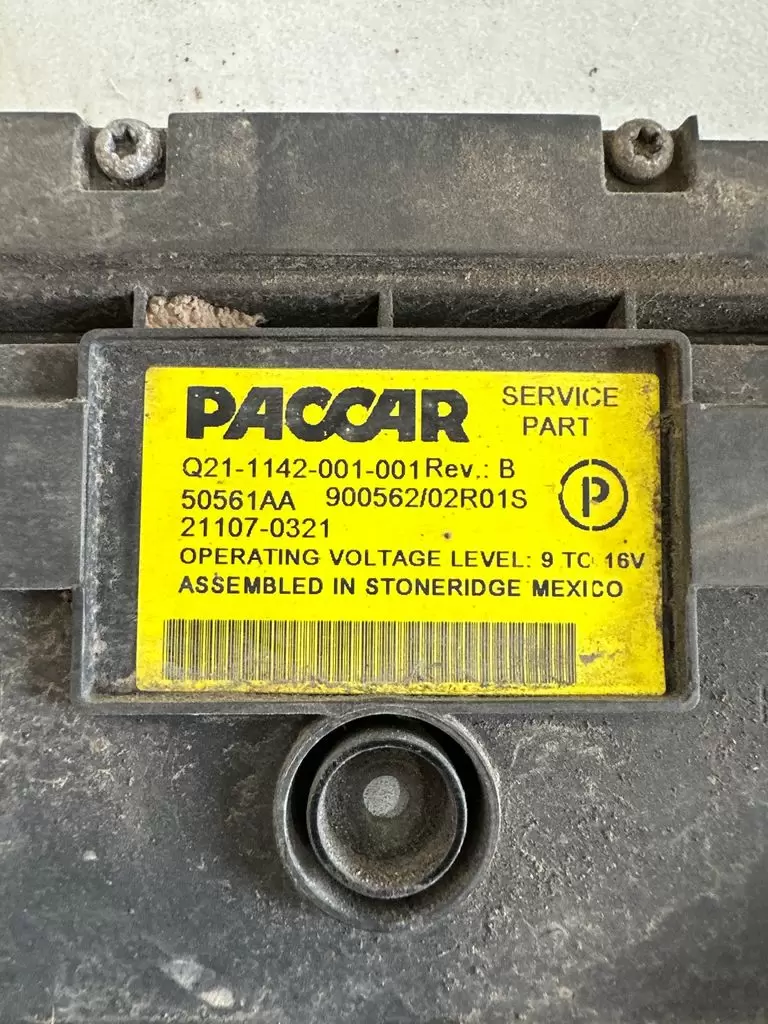 PACCAR SERVICE PART
Q21-1142-001-001 Rev.: B
50561AA 900562/02R01S
P
21107-0321
OPERATING VOLTAGE LEVEL: 9 TO 16V
ASSEMBLED IN STONERIDGE MEXICO